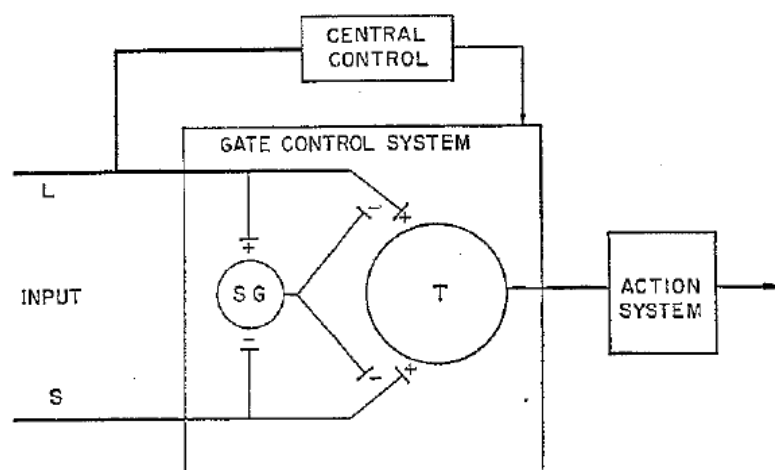 CENTRAL
CONTROL
GATE CONTROL SYSTEM
L
+
-
+
SG
T
INPUT
ACTION
SYSTEM
-
-
+
S